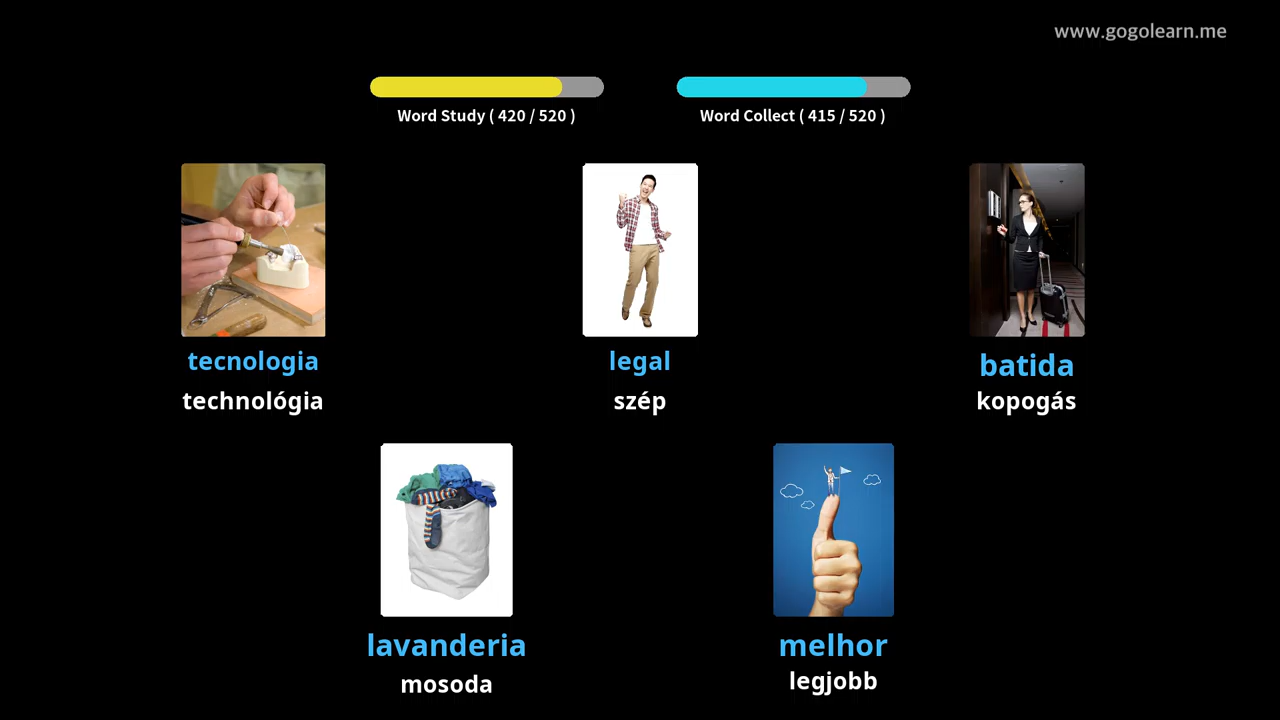 www.gogolearn.me
Word Study ( 420 / 520 )
Word Collect ( 415 / 520 )
tecnologia
technológia
legal
szép
batida
kopogás
lavanderia
mosoda
melhor
legjobb